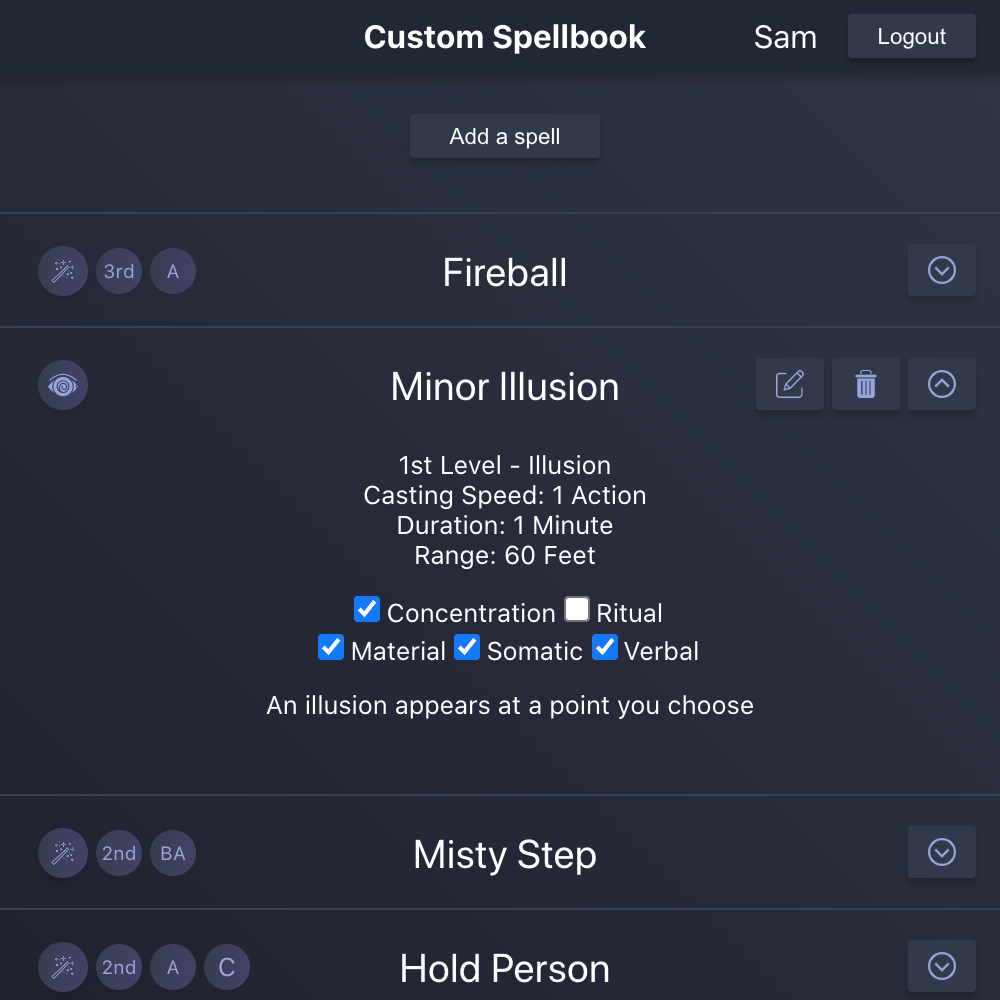 Custom Spellbook Sam Logout
Add a spell
3rd A Fireball
Minor Illusion
1st Level - Illusion
Casting Speed: 1 Action
Duration: 1 Minute
Range: 60 Feet
Concentration Ritual
Material Somatic Verbal
An illusion appears at a point you choose
2nd BA Misty Step
2nd A C Hold Person